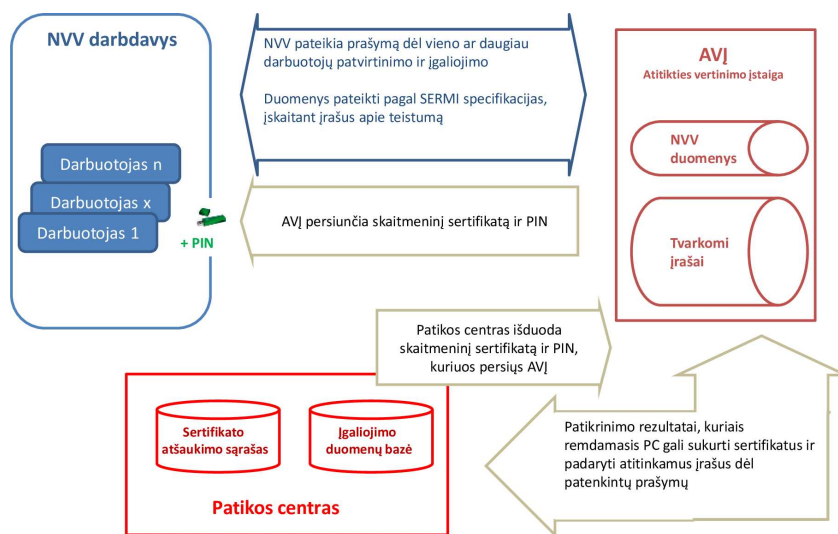 NVV darbdavys
Darbuotojas n
Darbuotojas x
Darbuotojas 1
+ PIN
NVV pateikia prašymą dėl vieno ar daugiau
darbuotojų patvirtinimo ir įgaliojimo
Duomenys pateikti pagal SERMI specifikacijas,
įskaitant įrašus apie teistumą
AVĮ persiunčia skaitmeninį sertifikatą ir PIN
AVĮ
Atitikties vertinimo įstaiga
NVV
duomenys
Tvarkomi
įrašai
Patikos centras išduoda
skaitmeninį sertifikatą ir PIN,
kuriuos persiųs AVĮ
Sertifikato
atšaukimo sąrašas
Įgaliojimo
duomenų bazė
Patikos centras
Patikrinimo rezultatai, kuriais
remdamasis PC gali sukurti sertifikatus ir
padaryti atitinkamus įrašus dėl
patenkintų prašymų